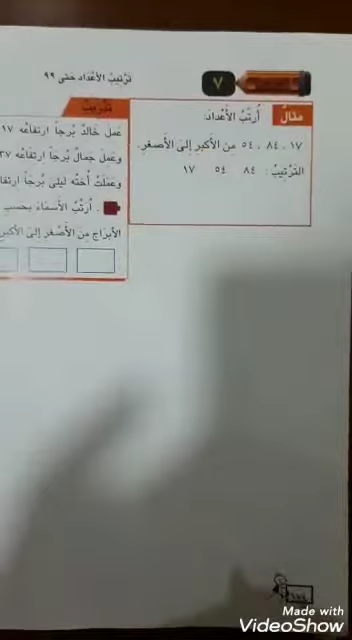 ٧
ترتيب الأعداد حتى ٩٩
مثال
أرتب الأعداد:
١٧ ، ٨٤ ، ٥٤ من الأكبر إلى الأصغر.
الترتيب: ٨٤ ٥٤ ١٧
تدريب
عمل خالد برجا ارتفاعه ١٧
وعمل جمال برجا ارتفاعه ٣٧
وعملت أخته ليلى برجا
. أرتب الأسماء بحسب
الأبراج من الأصغر إلى الأكبر
Made with
VideoShow